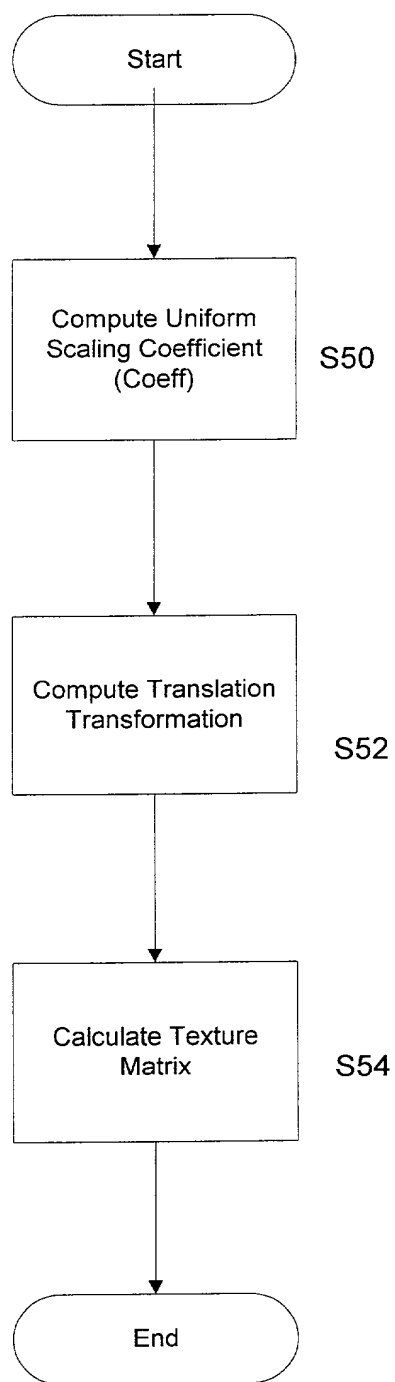 Start
Compute Uniform
Scaling Coefficient
(Coeff)
S50
Compute Translation
Transformation
S52
Calculate Texture
Matrix
S54
End